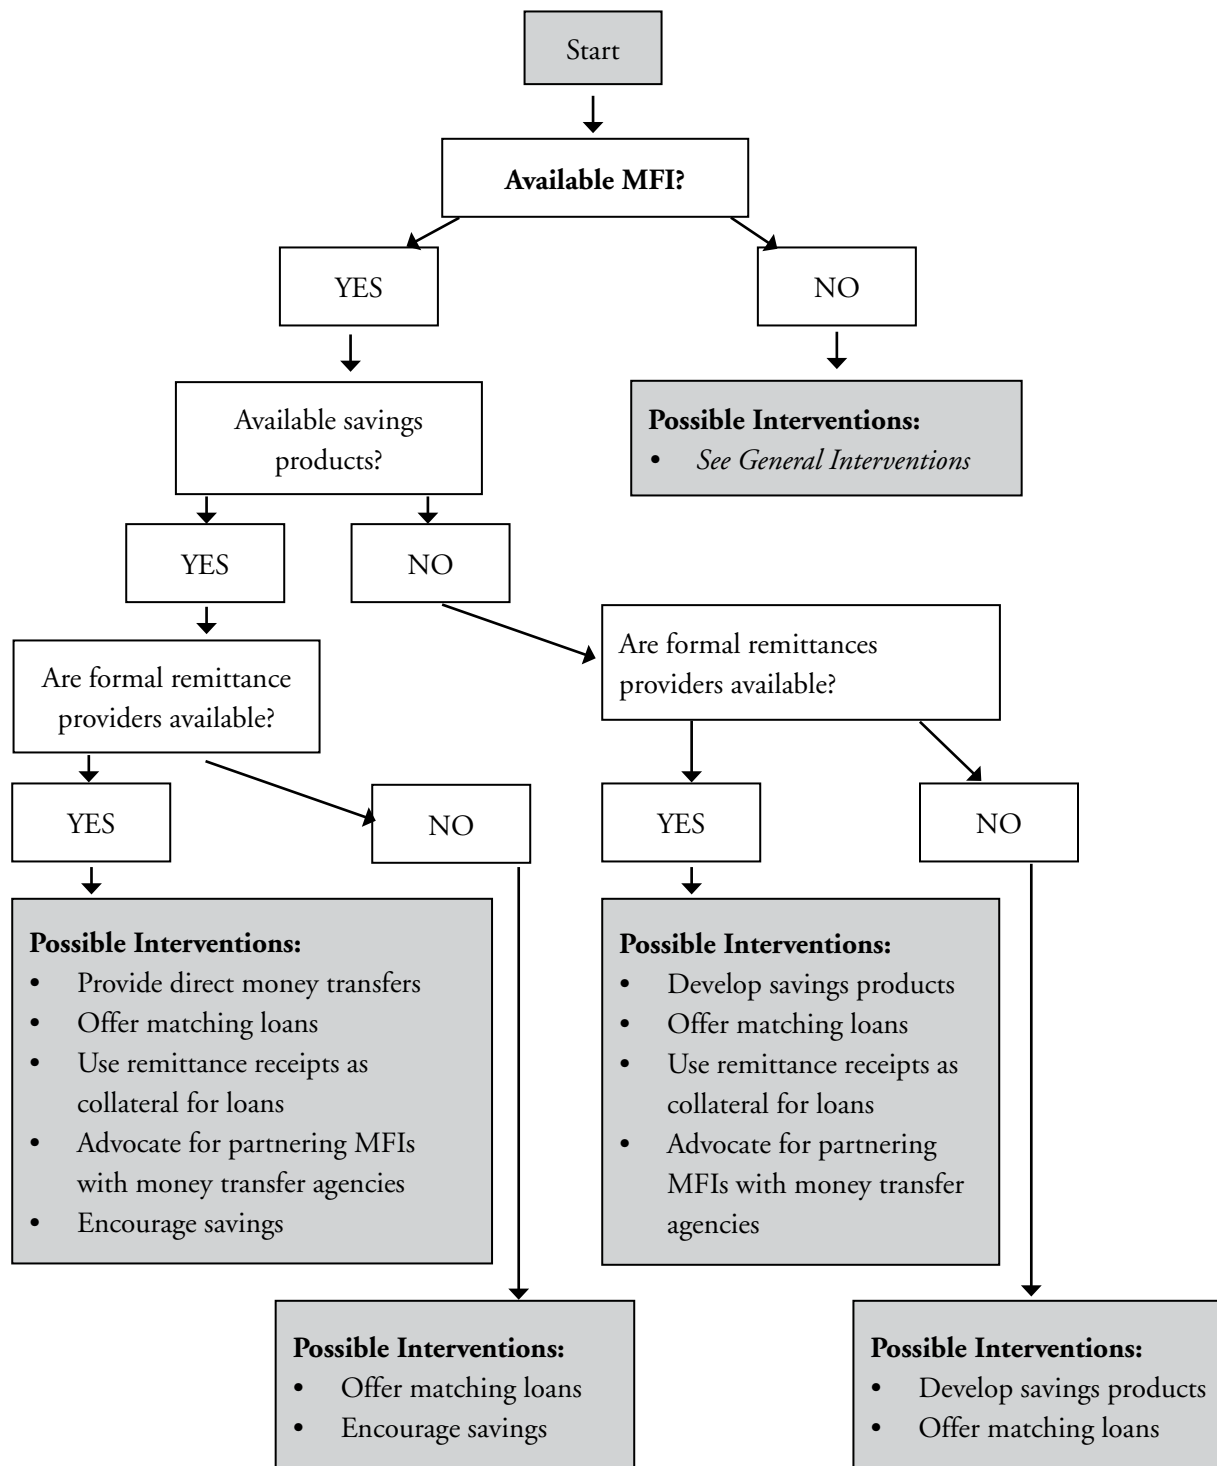 Start
Available MFI?
YES
NO
Available savings
products?
Possible Interventions:
• See General Interventions
YES
NO
Are formal remittance
providers available?
Are formal remittances
providers available?
YES
NO
YES
NO
Possible Interventions:
• Provide direct money transfers
• Offer matching loans
• Use remittance receipts as
collateral for loans
• Advocate for partnering MFIs
with money transfer agencies
• Encourage savings
Possible Interventions:
• Develop savings products
• Offer matching loans
• Use remittance receipts as
collateral for loans
• Advocate for partnering
MFIs with money transfer
agencies
Possible Interventions:
• Offer matching loans
• Encourage savings
Possible Interventions:
• Develop savings products
• Offer matching loans